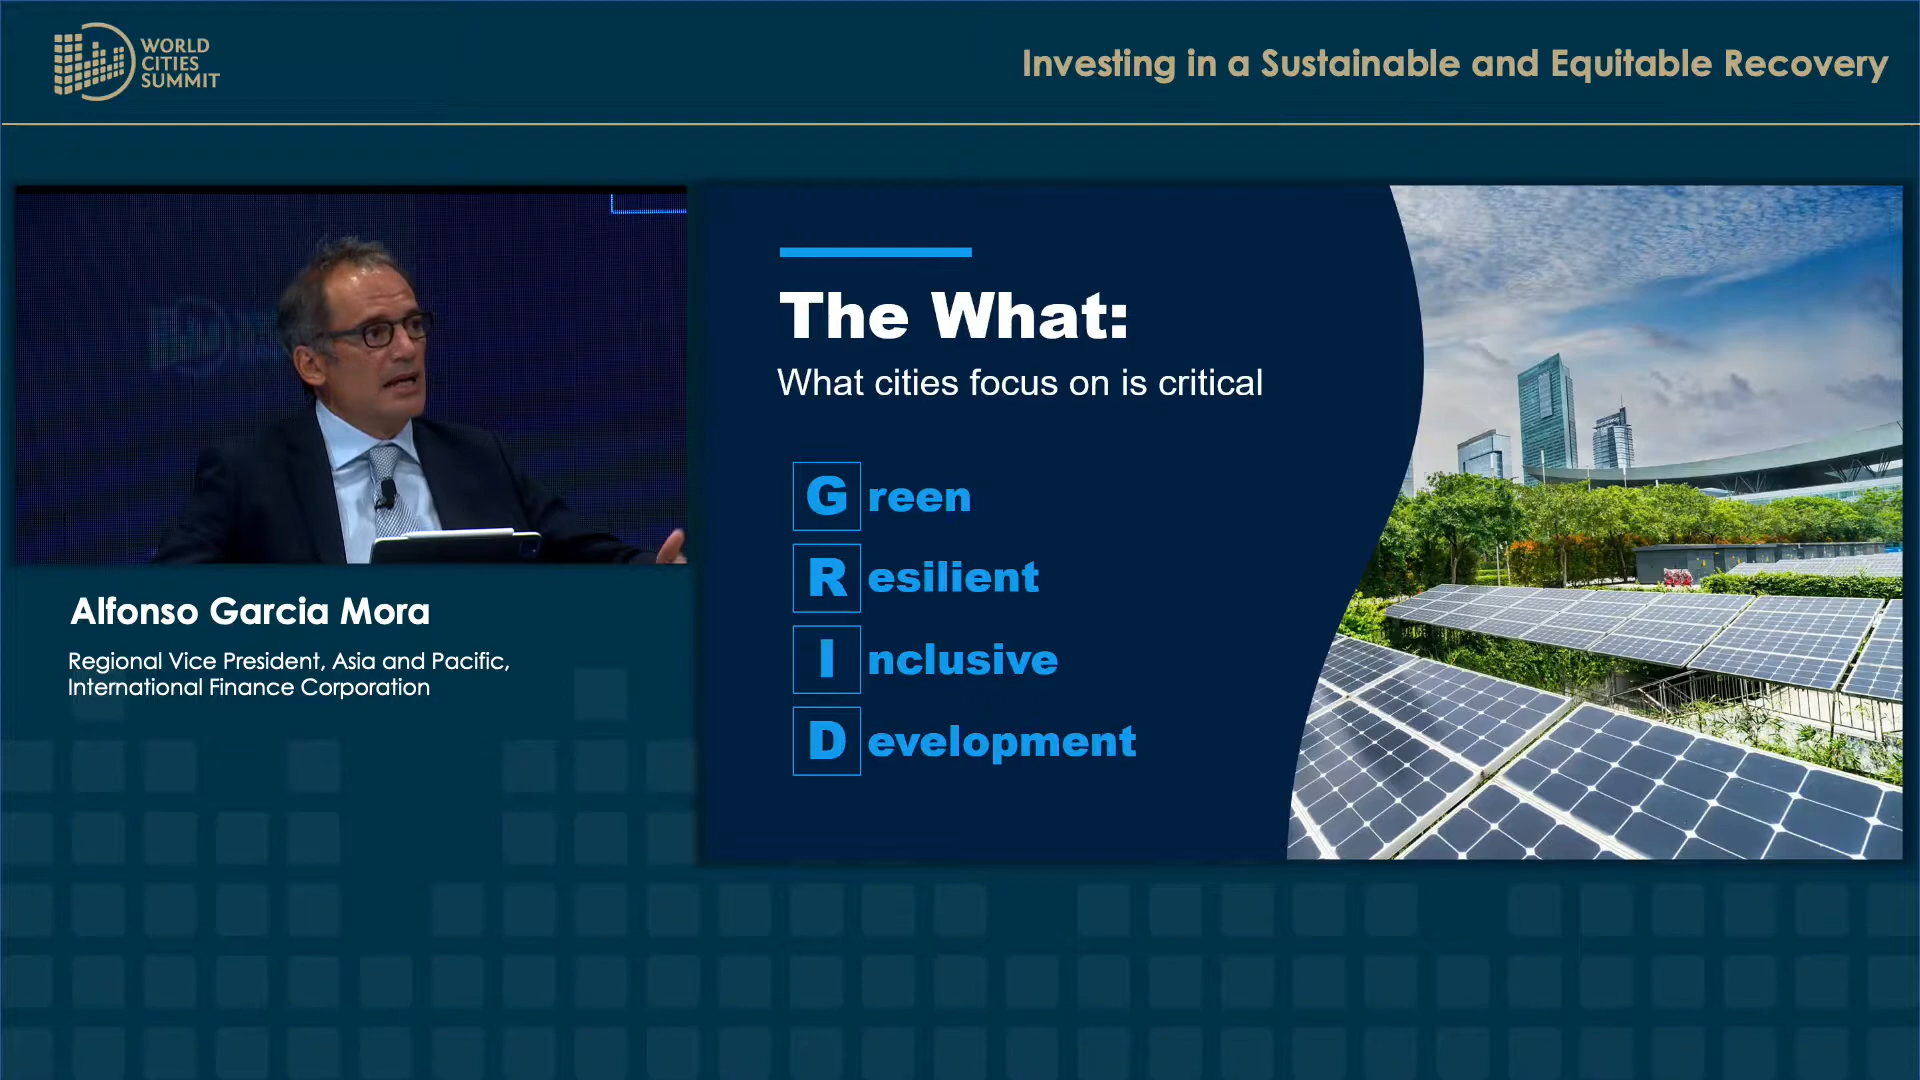 WORLD
CITIES
SUMMIT
Investing in a Sustainable and Equitable Recovery
The What:
What cities focus on is critical
Green
Resilient
Inclusive
Development
Alfonso Garcia Mora
Regional Vice President, Asia and Pacific,
International Finance Corporation